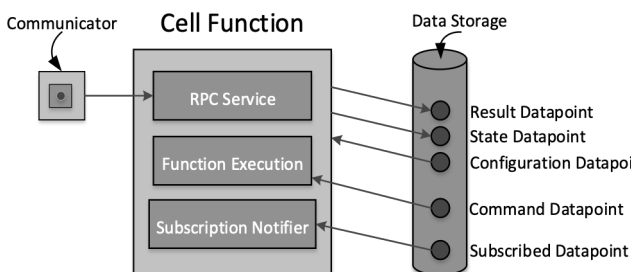 Cell Function
Data Storage
Communicator
RPC Service
Function Execution
Subscription Notifier
Result Datapoint
State Datapoint
Configuration Datapoi
Command Datapoint
Subscribed Datapoint